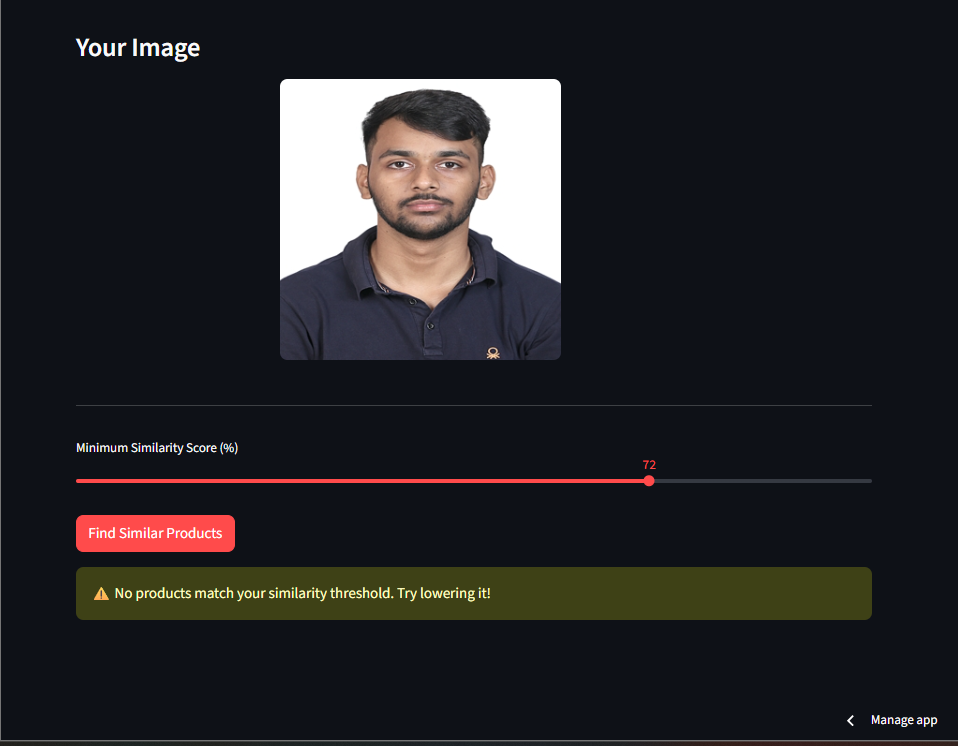 Your Image
Minimum Similarity Score (%)
72
Find Similar Products
No products match your similarity threshold. Try lowering it!
Manage app